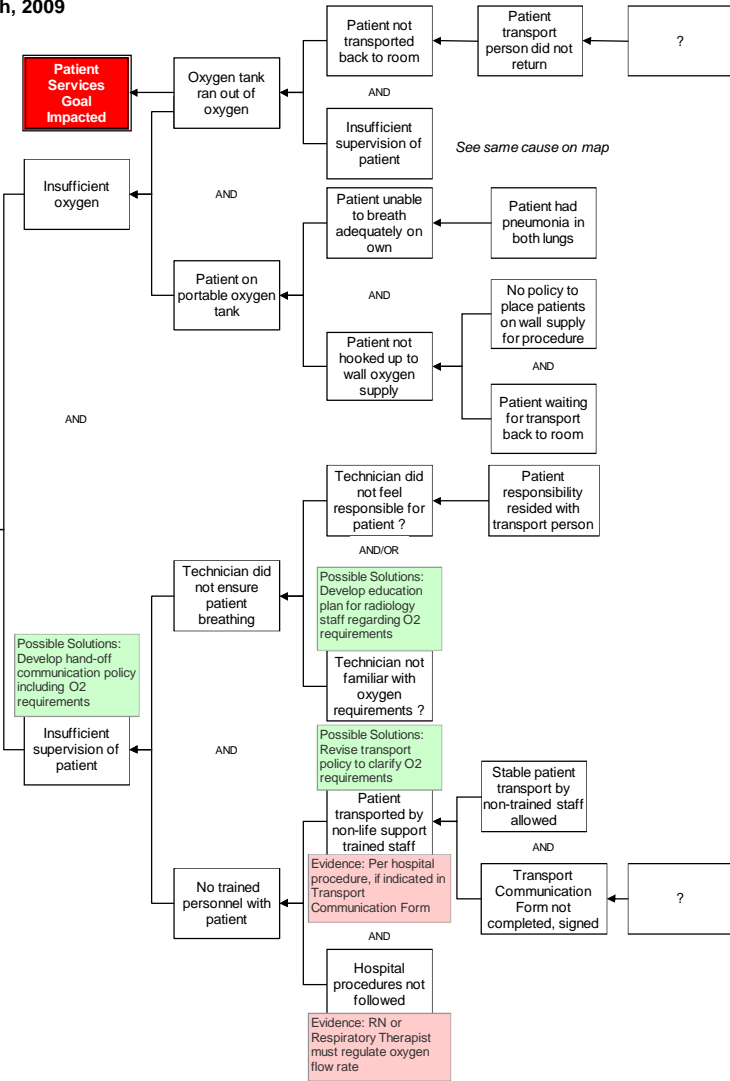 h, 2009
Patient
Services
Goal
Impacted
Oxygen tank
ran out of
oxygen
Patient not
transported
back to room
Patient
transport
person did not
return
?
AND
Insufficient
supervision of
patient
See same cause on map
Insufficient
oxygen
AND
Patient unable
to breath
adequately on
own
Patient had
pneumonia in
both lungs
Patient on
portable oxygen
tank
AND
No policy to
place patients
on wall supply
for procedure
Patient not
hooked up to
wall oxygen
supply
AND
Patient waiting
for transport
back to room
AND
Technician did
not feel
responsible for
patient ?
Patient
responsibility
resided with
transport person
AND/OR
Technician did
not ensure
patient
breathing
Possible Solutions:
Develop education
plan for radiology
staff regarding O2
requirements
Technician not
familiar with
oxygen
requirements ?
Possible Solutions:
Develop hand-off
communication policy
including O2
requirements
Insufficient
supervision of
patient
AND
Possible Solutions:
Revise transport
policy to clarify O2
requirements
Patient
transported by
non-life support
trained staff
Stable patient
transport by
non-trained staff
allowed
AND
Evidence: Per hospital
procedure, if indicated in
Transport
Communication Form
Transport
Communication
Form not
completed, signed
?
No trained
personnel with
patient
AND
Hospital
procedures not
followed
Evidence: RN or
Respiratory Therapist
must regulate oxygen
flow rate